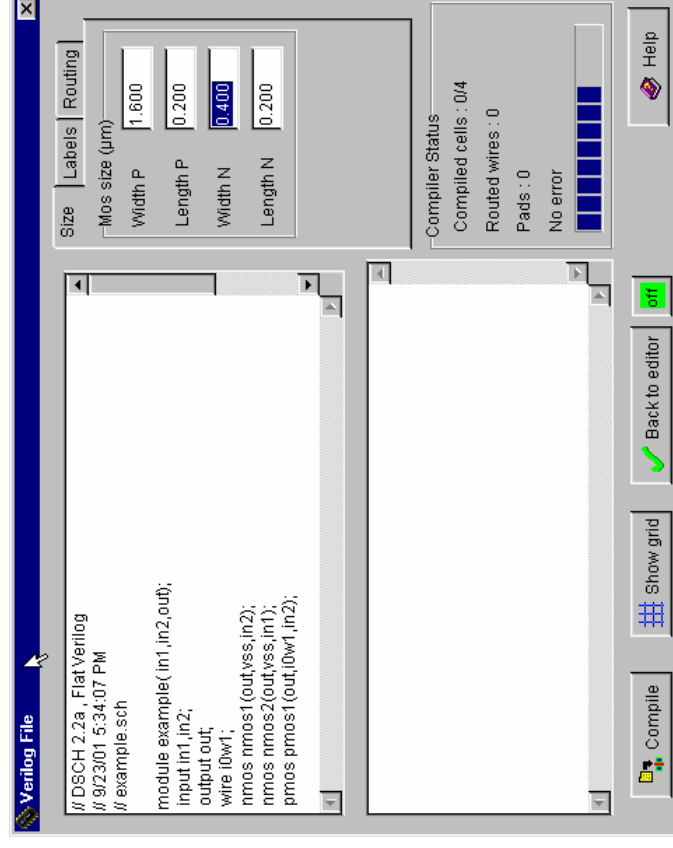 Verilog File
// DSCH 2.2a , Flat Verilog
// 9/23/01 5:34:07 PM
// example.sch
module example( in1,in2,out);
input in1,in2;
output out;
wire i0w1;
nmos nmos1(out,vss,in2);
nmos nmos2(out,vss,in1);
pmos pmos1(out,i0w1,in2);
Size
Labels
Routing
Mos size (µm)
Width P
1.600
Length P
0.200
Width N
0.400
Length N
0.200
Compiler Status
Compiled cells : 0/4
Routed wires : 0
Pads : 0
No error
Compile
Show grid
Back to editor
off
Help